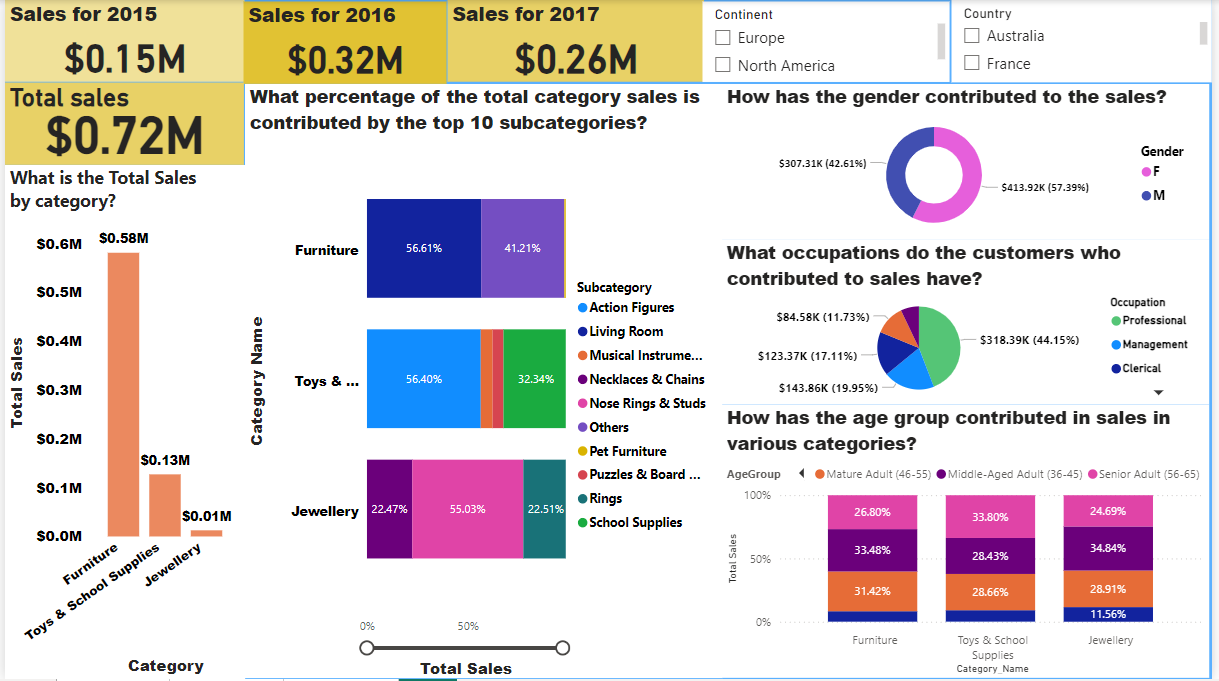 Sales for 2015
$0.15M
Sales for 2016
$0.32M
Sales for 2017
$0.26M
Continent
Europe
North America
Country
Australia
France
Total sales
$0.72M
What is the Total Sales
by category?
Total Sales
$0.6M
$0.5M
$0.4M
$0.3M
$0.2M
$0.1M
$0.0M
$0.58M
$0.13M
$0.01M
Furniture
Toys & School Supplies
Jewellery
Category
What percentage of the total category sales is
contributed by the top 10 subcategories?
Category Name
Furniture
56.61%
41.21%
Toys & ...
56.40%
32.34%
Jewellery
22.47%
55.03%
22.51%
0%
50%
Total Sales
Subcategory
Action Figures
Living Room
Musical Instrume...
Necklaces & Chains
Nose Rings & Studs
Others
Pet Furniture
Puzzles & Board ...
Rings
School Supplies
How has the gender contributed to the sales?
$307.31K (42.61%)
$413.92K (57.39%)
Gender
F
M
What occupations do the customers who
contributed to sales have?
$84.58K (11.73%)
$123.37K (17.11%)
$143.86K (19.95%)
$318.39K (44.15%)
Occupation
Professional
Management
Clerical
How has the age group contributed in sales in
various categories?
AgeGroup
Mature Adult (46-55)
Middle-Aged Adult (36-45)
Senior Adult (56-65)
Total Sales
100%
50%
0%
26.80%
33.48%
31.42%
33.80%
28.43%
28.66%
24.69%
34.84%
28.91%
11.56%
Furniture
Toys & School
Supplies
Jewellery
Category_Name